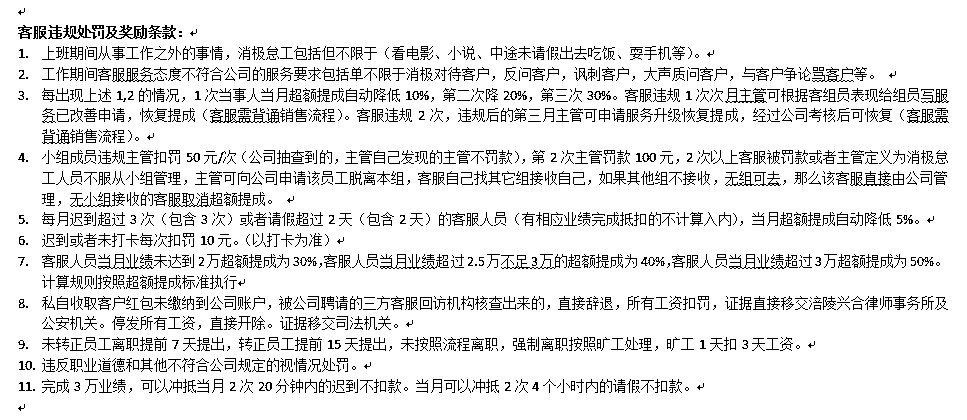 客服违规处罚及奖励条款：
1. 上班期间从事工作之外的事情，消极怠工包括但不限于（看电影、小说、中途未请假出去吃饭、耍手机等）。
2. 工作期间客服服务态度不符合公司的服务要求包括单不限于消极对待客户，反问客户，讽刺客户，大声质问客户，与客户争论骂客户等。
3. 每出现上述 1,2 的情况，1 次当事人当月超额提成自动降低 10%，第二次降 20%，第三次 30%。客服违规 1 次次月主管可根据客组员表现给组员写服
务已改善申请，恢复提成（客服需背诵销售流程）。客服违规 2 次，违规后的第三月主管可申请服务升级恢复提成，经过公司考核后可恢复（客服需
背诵销售流程）。
4. 小组成员违规主管扣罚 50 元/次（公司抽查到的，主管自己发现的主管不罚款），第 2 次主管罚款 100 元，2 次以上客服被罚款或者主管定义为消极怠
工人员不服从小组管理，主管可向公司申请该员工脱离本组，客服自己找其它组接收自己，如果其他组不接收，无组可去，那么该客服直接由公司管
理，无小组接收的客服取消超额提成。
5. 每月迟到超过 3 次（包含 3 次）或者请假超过 2 天（包含 2 天）的客服人员（有相应业绩完成抵扣的不计算入内），当月超额提成自动降低 5%。
6. 迟到或者未打卡每次扣罚 10 元。（以打卡为准）
7. 客服人员当月业绩未达到 2 万超额提成为 30%，客服人员当月业绩超过 2.5 万不足 3 万的超额提成为 40%，客服人员当月业绩超过 3 万超额提成为 50%。
计算规则按照超额提成标准执行
8. 私自收取客户红包未缴纳到公司账户，被公司聘请的三方客服回访机构核查出来的，直接辞退，所有工资扣罚，证据直接移交涪陵兴合律师事务所及
公安机关。停发所有工资，直接开除。证据移交司法机关。
9. 未转正员工离职提前 7 天提出，转正员工提前 15 天提出，未按照流程离职，强制离职按照旷工处理，旷工 1 天扣 3 天工资。
10. 违反职业道德和其他不符合公司规定的视情况处罚。
11. 完成 3 万业绩，可以冲抵当月 2 次 20 分钟内的迟到不扣款。当月可以冲抵 2 次 4 个小时内的请假不扣款。